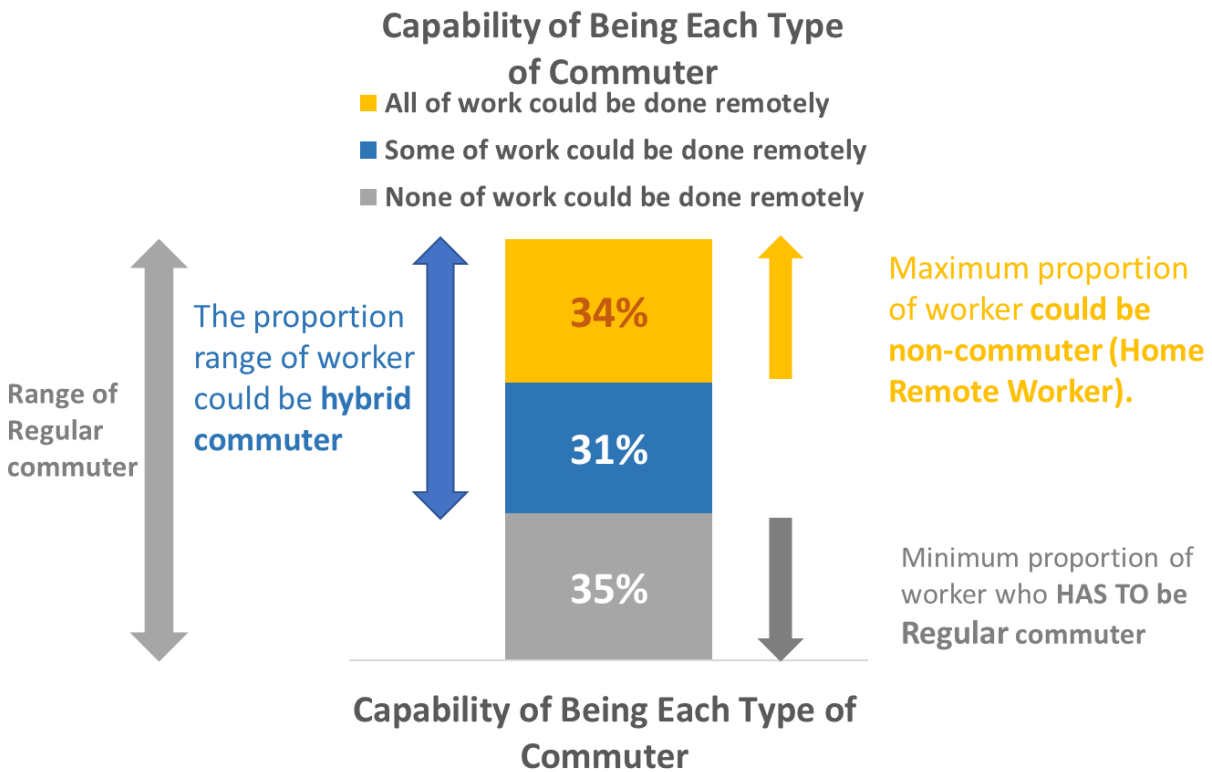 Capability of Being Each Type
of Commuter
All of work could be done remotely
Some of work could be done remotely
None of work could be done remotely
Range of
Regular
commuter
The proportion
range of worker
could be hybrid
commuter
34%
31%
35%
Maximum proportion
of worker could be
non-commuter (Home
Remote Worker).
Minimum proportion of
worker who HAS TO be
Regular commuter
Capability of Being Each Type of
Commuter